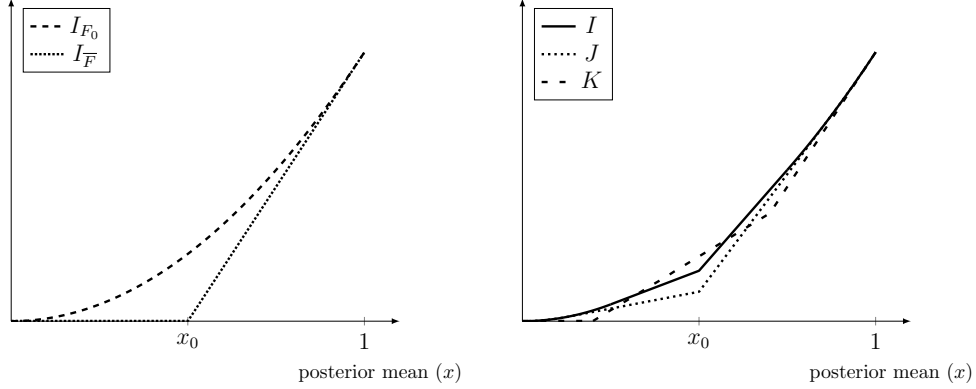 I_{F_0}
I_{\overline{F}}
x_0
1
posterior mean (x)
I
J
K
x_0
1
posterior mean (x)